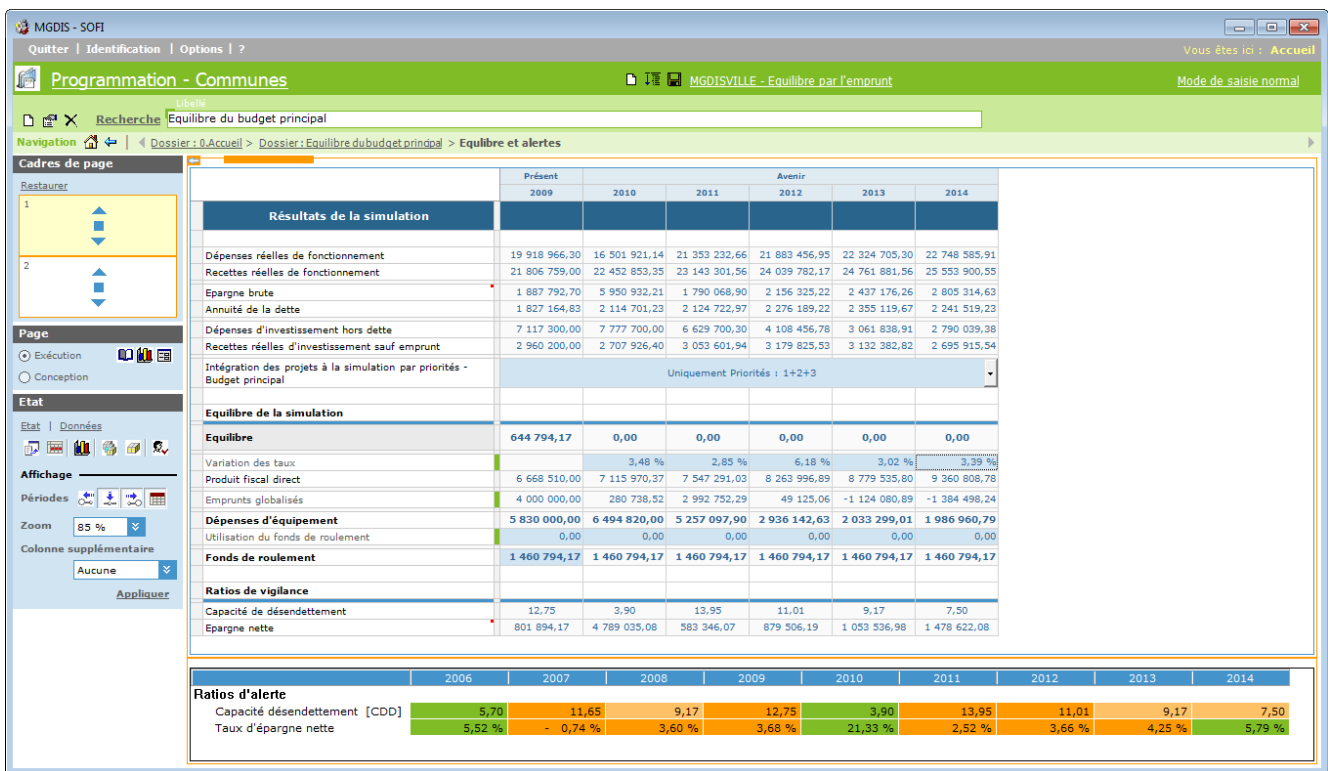 MGDIS - SOFI
Quitter | Identification | Options | ?
Vous êtes ici : Accueil
Programmation - Communes
MGDISVILLE - Equilibre par l'emprunt
Mode de saisie normal
Libellé
Recherche Equilibre du budget principal
Navigation Dossier : 0.Accueil > Dossier : Equilibre du budget principal > Equlibre et alertes
Cadres de page
Restaurer
1
2
Page
Exécution
Conception
Etat
Etat | Données
Affichage
Périodes
Zoom 85 %
Colonne supplémentaire
Aucune
Appliquer
Présent Avenir
2009 2010 2011 2012 2013 2014
Résultats de la simulation
Dépenses réelles de fonctionnement 19 918 966,30 16 501 921,14 21 353 232,66 21 883 456,95 22 324 705,30 22 748 585,91
Recettes réelles de fonctionnement 21 806 759,00 22 452 853,35 23 143 301,56 24 039 782,17 24 761 881,56 25 553 900,55
Epargne brute 1 887 792,70 5 950 932,21 1 790 068,90 2 156 325,22 2 437 176,26 2 805 314,63
Annuité de la dette 1 827 164,83 2 114 701,23 2 124 722,97 2 276 189,22 2 355 119,67 2 241 519,23
Dépenses d'investissement hors dette 7 117 300,00 7 777 700,00 6 629 700,30 4 108 456,78 3 061 838,91 2 790 039,38
Recettes réelles d'investissement sauf emprunt 2 960 200,00 2 707 926,40 3 053 601,94 3 179 825,53 3 132 382,82 2 695 915,54
Intégration des projets à la simulation par priorités -
Budget principal
Uniquement Priorités : 1+2+3
Equilibre de la simulation
Equilibre 644 794,17 0,00 0,00 0,00 0,00 0,00
Variation des taux 3,48 % 2,85 % 6,18 % 3,02 % 3,39 %
Produit fiscal direct 6 668 510,00 7 115 970,37 7 547 291,03 8 263 996,89 8 779 535,80 9 360 808,78
Emprunts globalisés 4 000 000,00 280 738,52 2 992 752,29 49 125,06 -1 124 080,89 -1 384 498,24
Dépenses d'équipement 5 830 000,00 6 494 820,00 5 257 097,90 2 936 142,63 2 033 299,01 1 986 960,79
Utilisation du fonds de roulement 0,00 0,00 0,00 0,00 0,00 0,00
Fonds de roulement 1 460 794,17 1 460 794,17 1 460 794,17 1 460 794,17 1 460 794,17 1 460 794,17
Ratios de vigilance
Capacité de désendettement 12,75 3,90 13,95 11,01 9,17 7,50
Epargne nette 801 894,17 4 789 035,08 583 346,07 879 506,19 1 053 536,98 1 478 622,08
2006 2007 2008 2009 2010 2011 2012 2013 2014
Ratios d'alerte
Capacité désendettement [CDD] 5,70 11,65 9,17 12,75 3,90 13,95 11,01 9,17 7,50
Taux d'épargne nette 5,52 % - 0,74 % 3,60 % 3,68 % 21,33 % 2,52 % 3,66 % 4,25 % 5,79 %